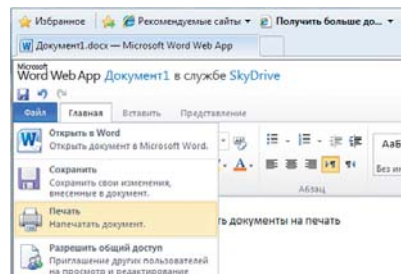 Избранное Рекомендуемые сайты Получить больше до...
Документ1.docx — Microsoft Word Web App
Microsoft
Word Web App Документ1 в службе SkyDrive
Файл Главная Вставить Представление
Открыть в Word
Открыть документ в Microsoft Word.
АаБ
Без ин
Сохранить
Сохранить свои изменения,
внесенные в документ.
Абзац
Печать
Напечатать документ.
ть документы на печать
Разрешить общий доступ
Приглашение других пользователей
на просмотр и редактирование